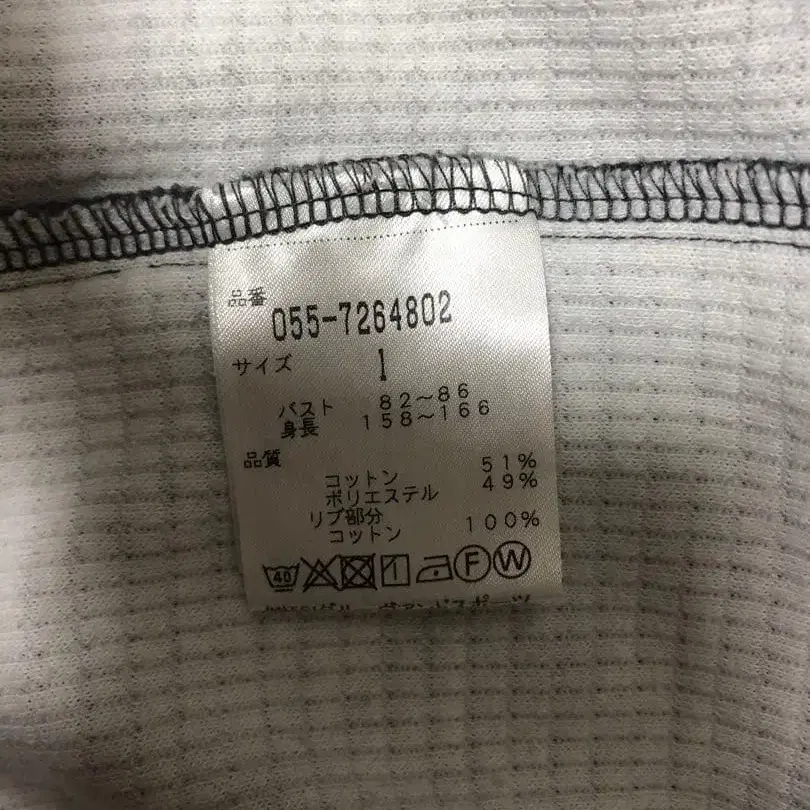 品番
055-7264802
サイズ 1
バスト 82~86
身長 158~166
品質
コットン 51%
ポリエステル 49%
リブ部分
コットン 100%
40 F W